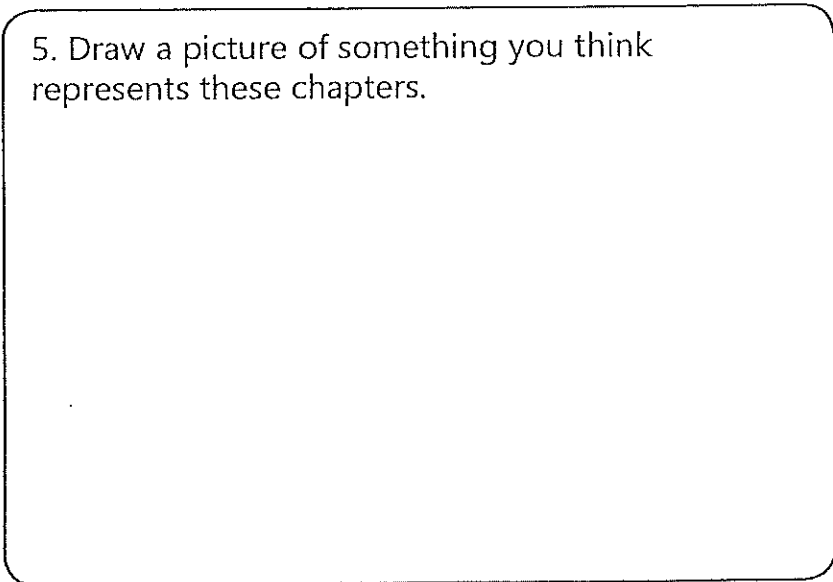 5. Draw a picture of something you think
represents these chapters.